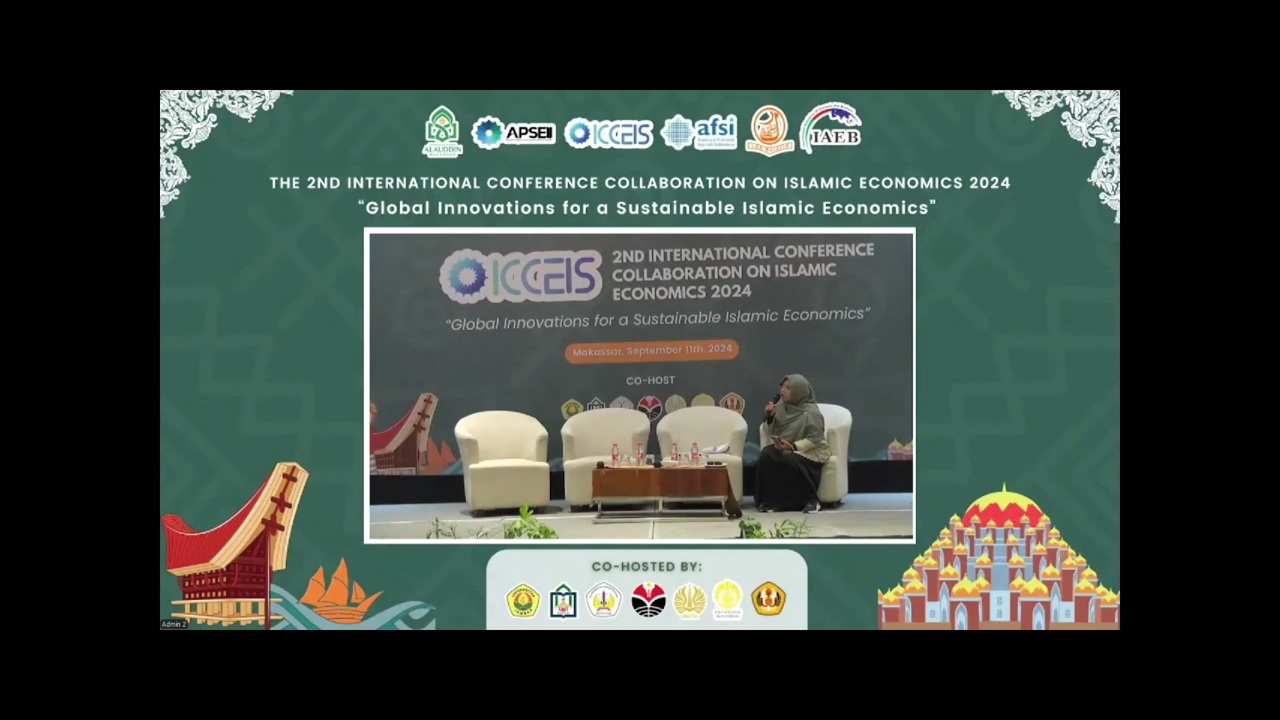 ALAUDDIN
APSEII
ICCEIS
afsi
IAEB
THE 2ND INTERNATIONAL CONFERENCE COLLABORATION ON ISLAMIC ECONOMICS 2024
"Global Innovations for a Sustainable Islamic Economics"
ICCEIS
2ND INTERNATIONAL CONFERENCE
COLLABORATION ON ISLAMIC
ECONOMICS 2024
"Global Innovations for a Sustainable Islamic Economics"
Makassar, September 11th, 2024
CO-HOST
CO-HOSTED BY:
Admin 2